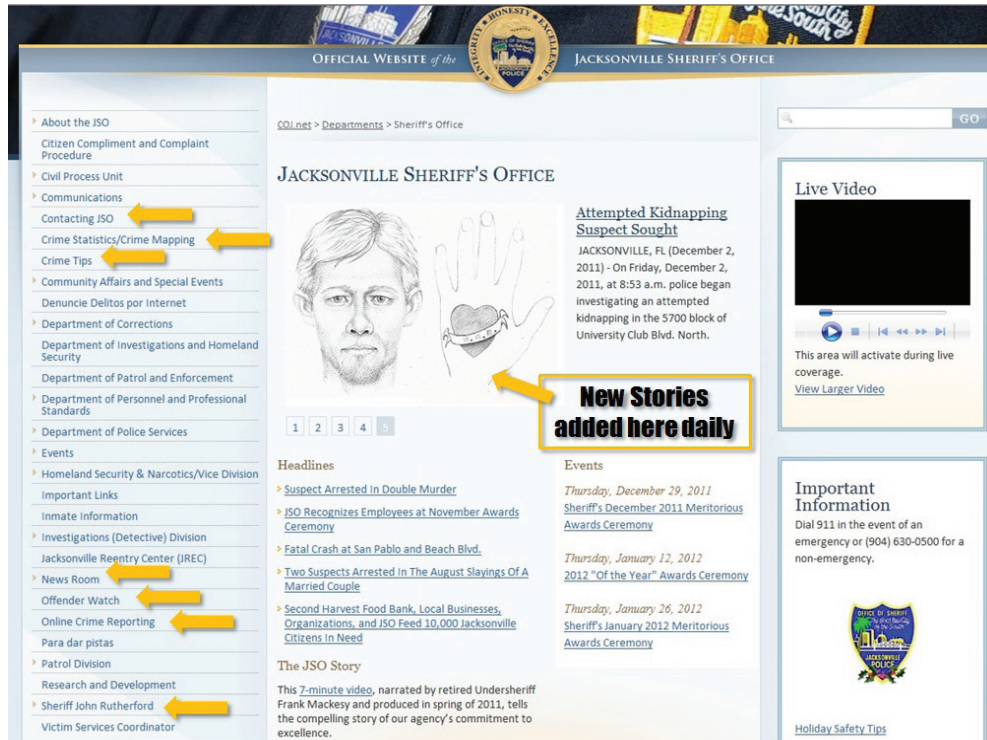 JACKSONVILLE
the South
HONESTY
INTEGRITY
EXCELLENCE
OFFICE OF SHERIFF
POLICE
OFFICIAL WEBSITE of the
JACKSONVILLE SHERIFF'S OFFICE
About the JSO
Citizen Compliment and Complaint
Procedure
Civil Process Unit
Communications
Contacting JSO
Crime Statistics/Crime Mapping
Crime Tips
Community Affairs and Special Events
Denuncie Delitos por Internet
Department of Corrections
Department of Investigations and Homeland
Security
Department of Patrol and Enforcement
Department of Personnel and Professional
Standards
Department of Police Services
Events
Homeland Security & Narcotics/Vice Division
Important Links
Inmate Information
Investigations (Detective) Division
Jacksonville Reentry Center (JREC)
News Room
Offender Watch
Online Crime Reporting
Para dar pistas
Patrol Division
Research and Development
Sheriff John Rutherford
Victim Services Coordinator
COJ.net > Departments > Sheriff's Office
JACKSONVILLE SHERIFF'S OFFICE
Attempted Kidnapping
Suspect Sought
JACKSONVILLE, FL (December 2,
2011) - On Friday, December 2,
2011, at 8:53 a.m. police began
investigating an attempted
kidnapping in the 5700 block of
University Club Blvd. North.
New Stories
added here daily
1 2 3 4 5
Headlines
Suspect Arrested In Double Murder
JSO Recognizes Employees at November Awards
Ceremony
Fatal Crash at San Pablo and Beach Blvd.
Two Suspects Arrested In The August Slayings Of A
Married Couple
Second Harvest Food Bank, Local Businesses,
Organizations, and JSO Feed 10,000 Jacksonville
Citizens In Need
The JSO Story
This 7-minute video, narrated by retired Undersheriff
Frank Mackesy and produced in spring of 2011, tells
the compelling story of our agency's commitment to
excellence.
Events
Thursday, December 29, 2011
Sheriff's December 2011 Meritorious
Awards Ceremony
Thursday, January 12, 2012
2012 "Of the Year" Awards Ceremony
Thursday, January 26, 2012
Sheriff's January 2012 Meritorious
Awards Ceremony
GO
Live Video
This area will activate during live
coverage.
View Larger Video
Important
Information
Dial 911 in the event of an
emergency or (904) 630-0500 for a
non-emergency.
OFFICE OF SHERIFF
JACKSONVILLE
POLICE
Holiday Safety Tips